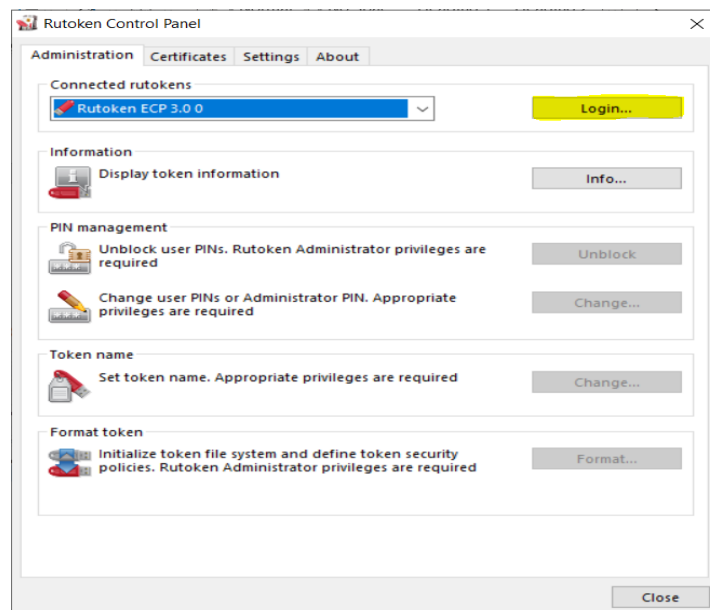 Rutoken Control Panel
Administration Certificates Settings About
Connected rutokens
Rutoken ECP 3.0 0
Login...
Information
Display token information
Info...
PIN management
Unblock user PINs. Rutoken Administrator privileges are
required
Unblock
Change user PINs or Administrator PIN. Appropriate
privileges are required
Change...
Token name
Set token name. Appropriate privileges are required
Change...
Format token
Initialize token file system and define token security
policies. Rutoken Administrator privileges are required
Format...
Close